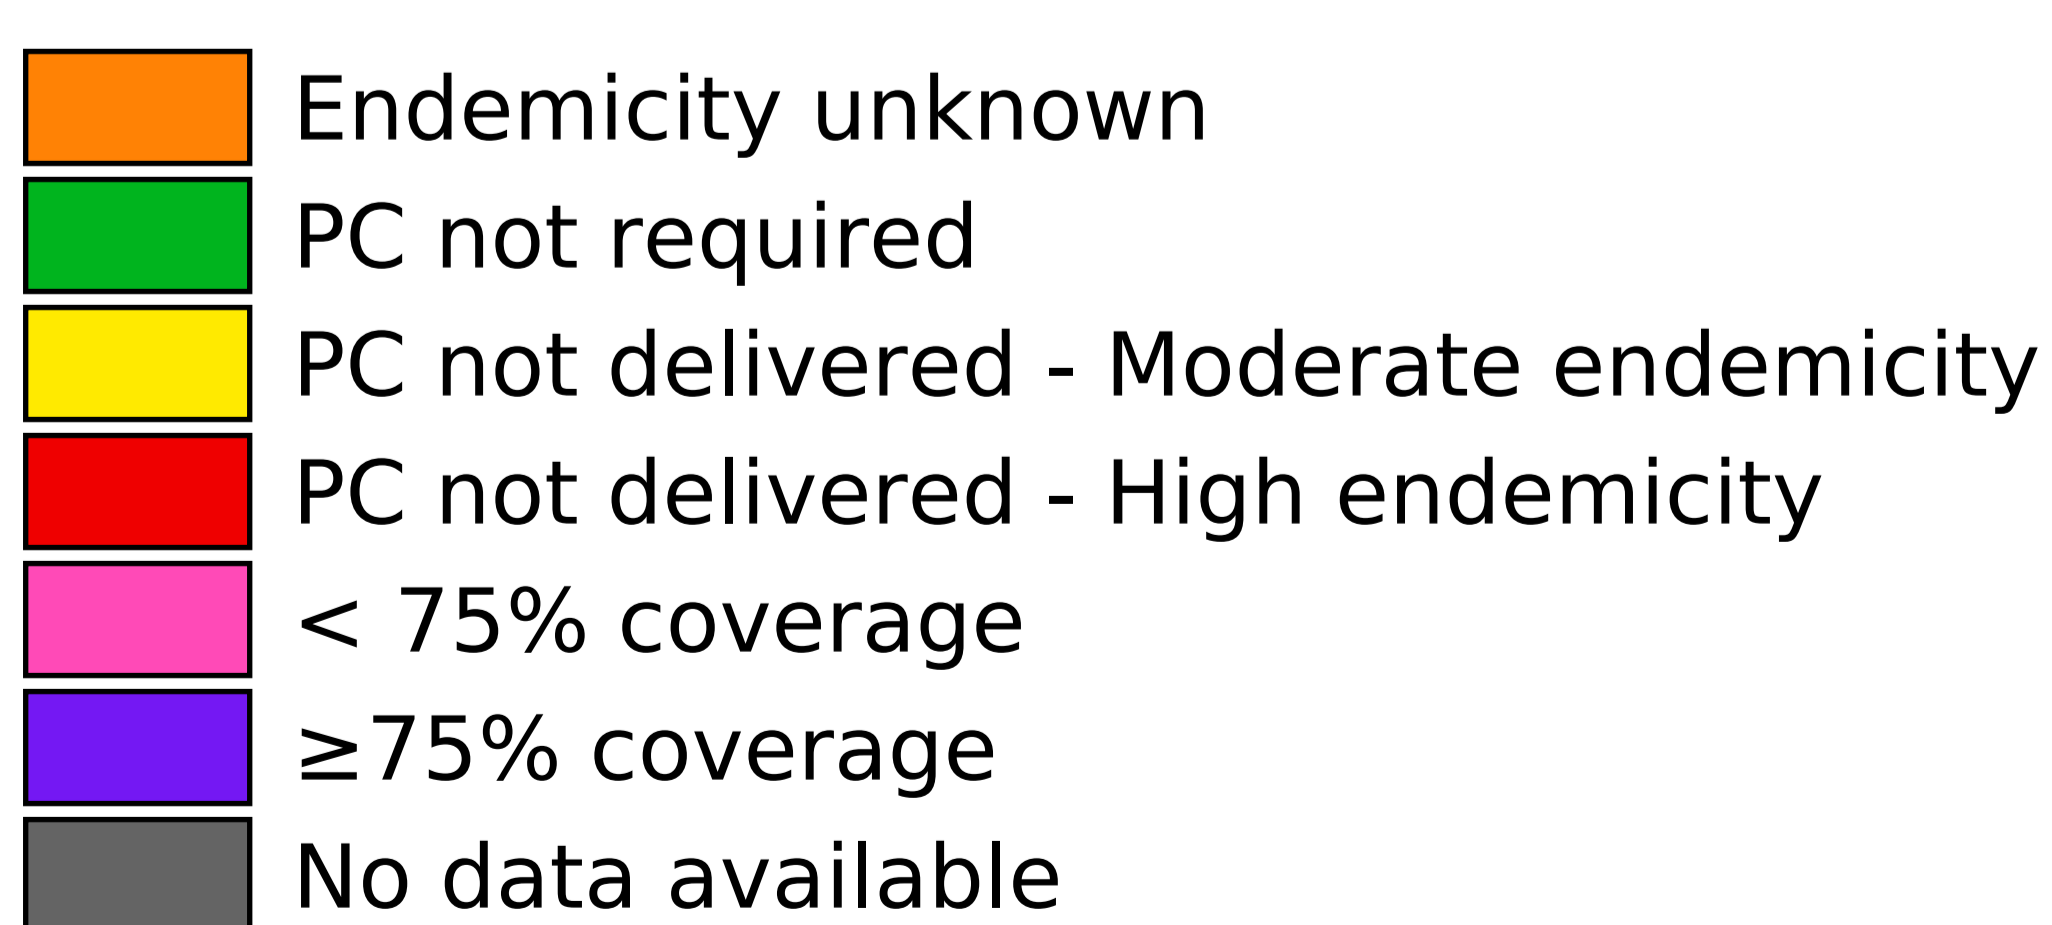 Endemicity unknown
PC not required
PC not delivered - Moderate endemicity
PC not delivered - High endemicity
< 75% coverage
≥75% coverage
No data available